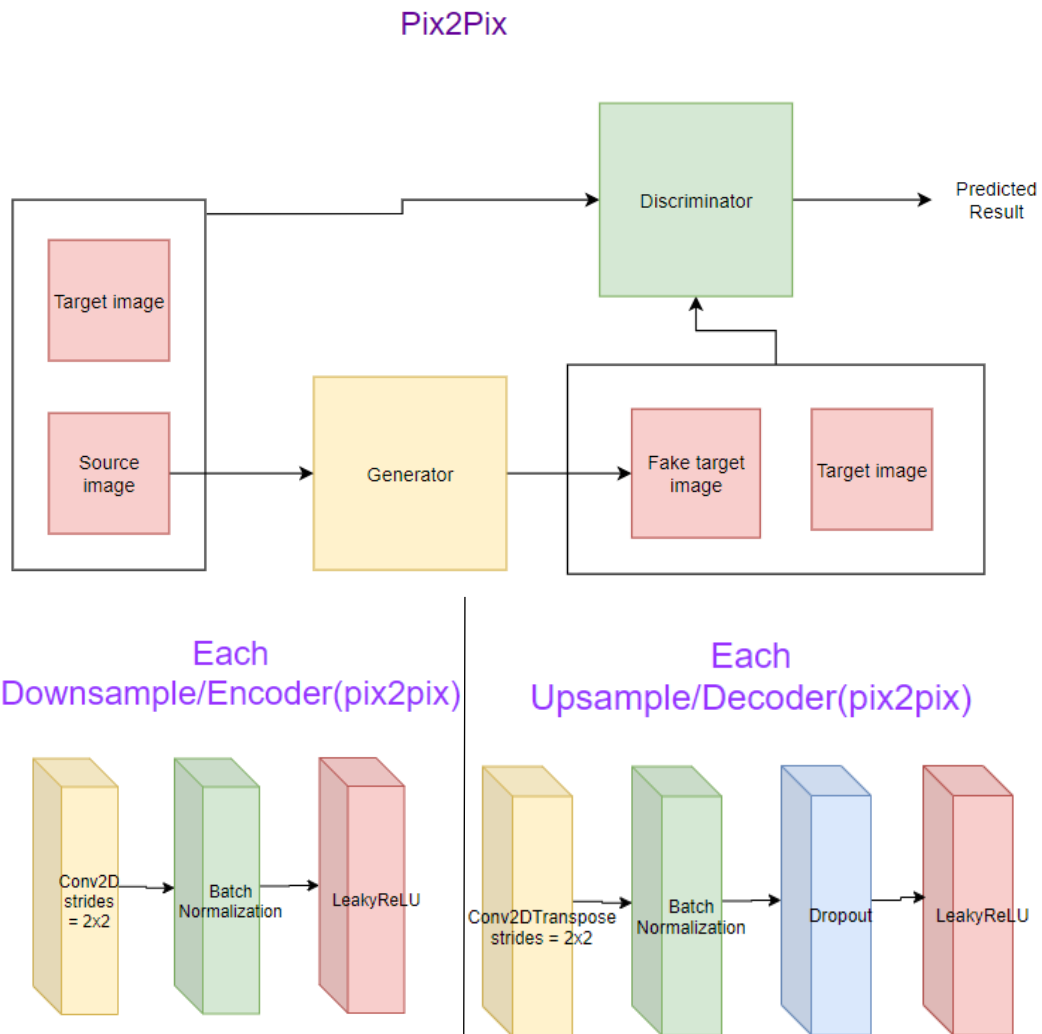 Pix2Pix
Discriminator
Predicted
Result
Target image
Source
image
Generator
Fake target
image
Target image
Each
Downsample/Encoder(pix2pix)
Each
Upsample/Decoder(pix2pix)
Conv2D
strides
= 2x2
Batch
Normalization
LeakyReLU
Conv2DTranspose
strides = 2x2
Batch
Normalization
Dropout
LeakyReLU